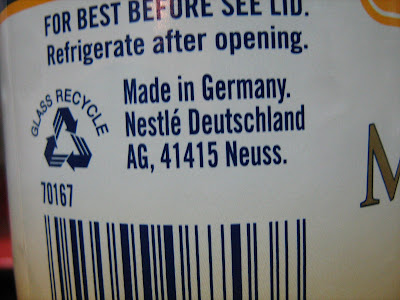 FOR BEST BEFORE SEE LID.
Refrigerate after opening.
GLASS RECYCLE
Made in Germany.
Nestlé Deutschland
AG, 41415 Neuss.
70167
M